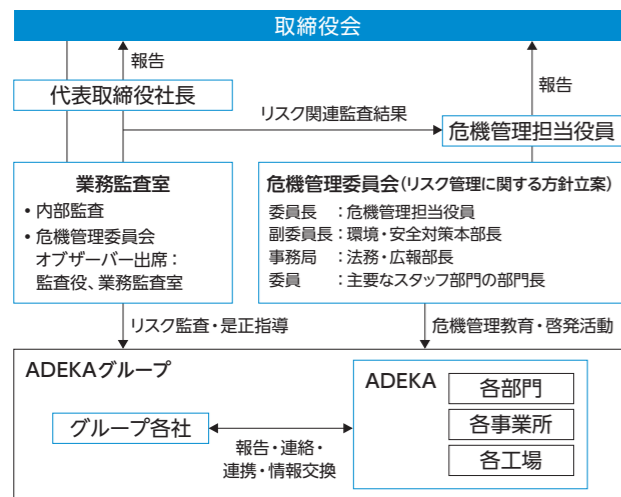 取締役会
報告
報告
代表取締役社長
リスク関連監査結果
危機管理担当役員
業務監査室
• 内部監査
• 危機管理委員会
オブザーバー出席：
監査役、業務監査室
危機管理委員会(リスク管理に関する方針立案)
委員長　：危機管理担当役員
副委員長：環境・安全対策本部長
事務局　：法務・広報部長
委員　　：主要なスタッフ部門の部門長
リスク監査・是正指導
危機管理教育・啓発活動
ADEKAグループ
グループ各社
報告・連絡・
連携・情報交換
ADEKA
各部門
各事業所
各工場